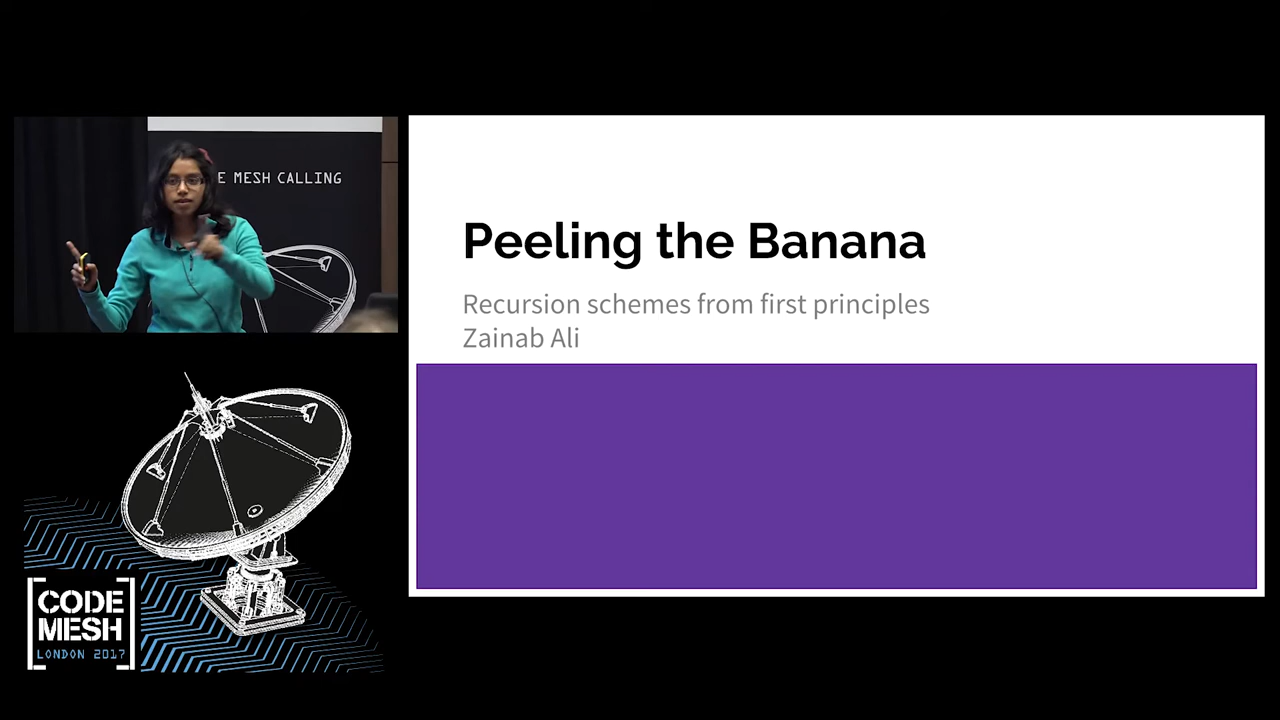 E MESH CALLING
Peeling the Banana
Recursion schemes from first principles
Zainab Ali
CODE
MESH
LONDON 2017